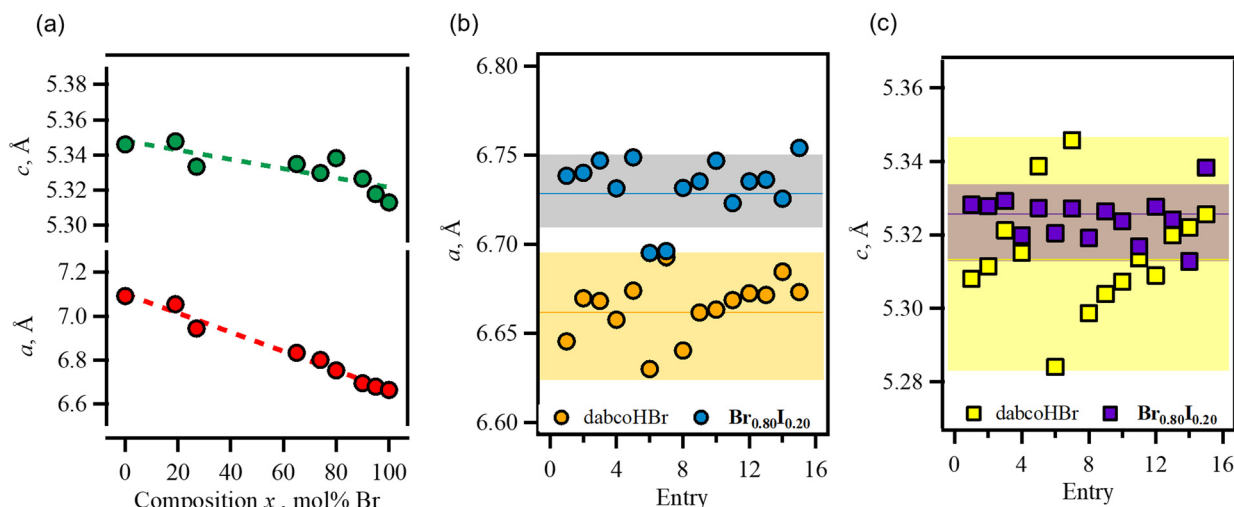 (a)
5.38
5.36
5.34
5.32
5.30
c, Å
7.2
7.0
6.8
6.6
a, Å
0 20 40 60 80 100
Composition x , mol% Br
(b)
6.80
6.75
6.70
6.65
6.60
a, Å
dabcoHBr Br0.80I0.20
0 4 8 12 16
Entry
(c)
5.36
5.34
5.32
5.30
5.28
c, Å
dabcoHBr Br0.80I0.20
0 4 8 12 16
Entry